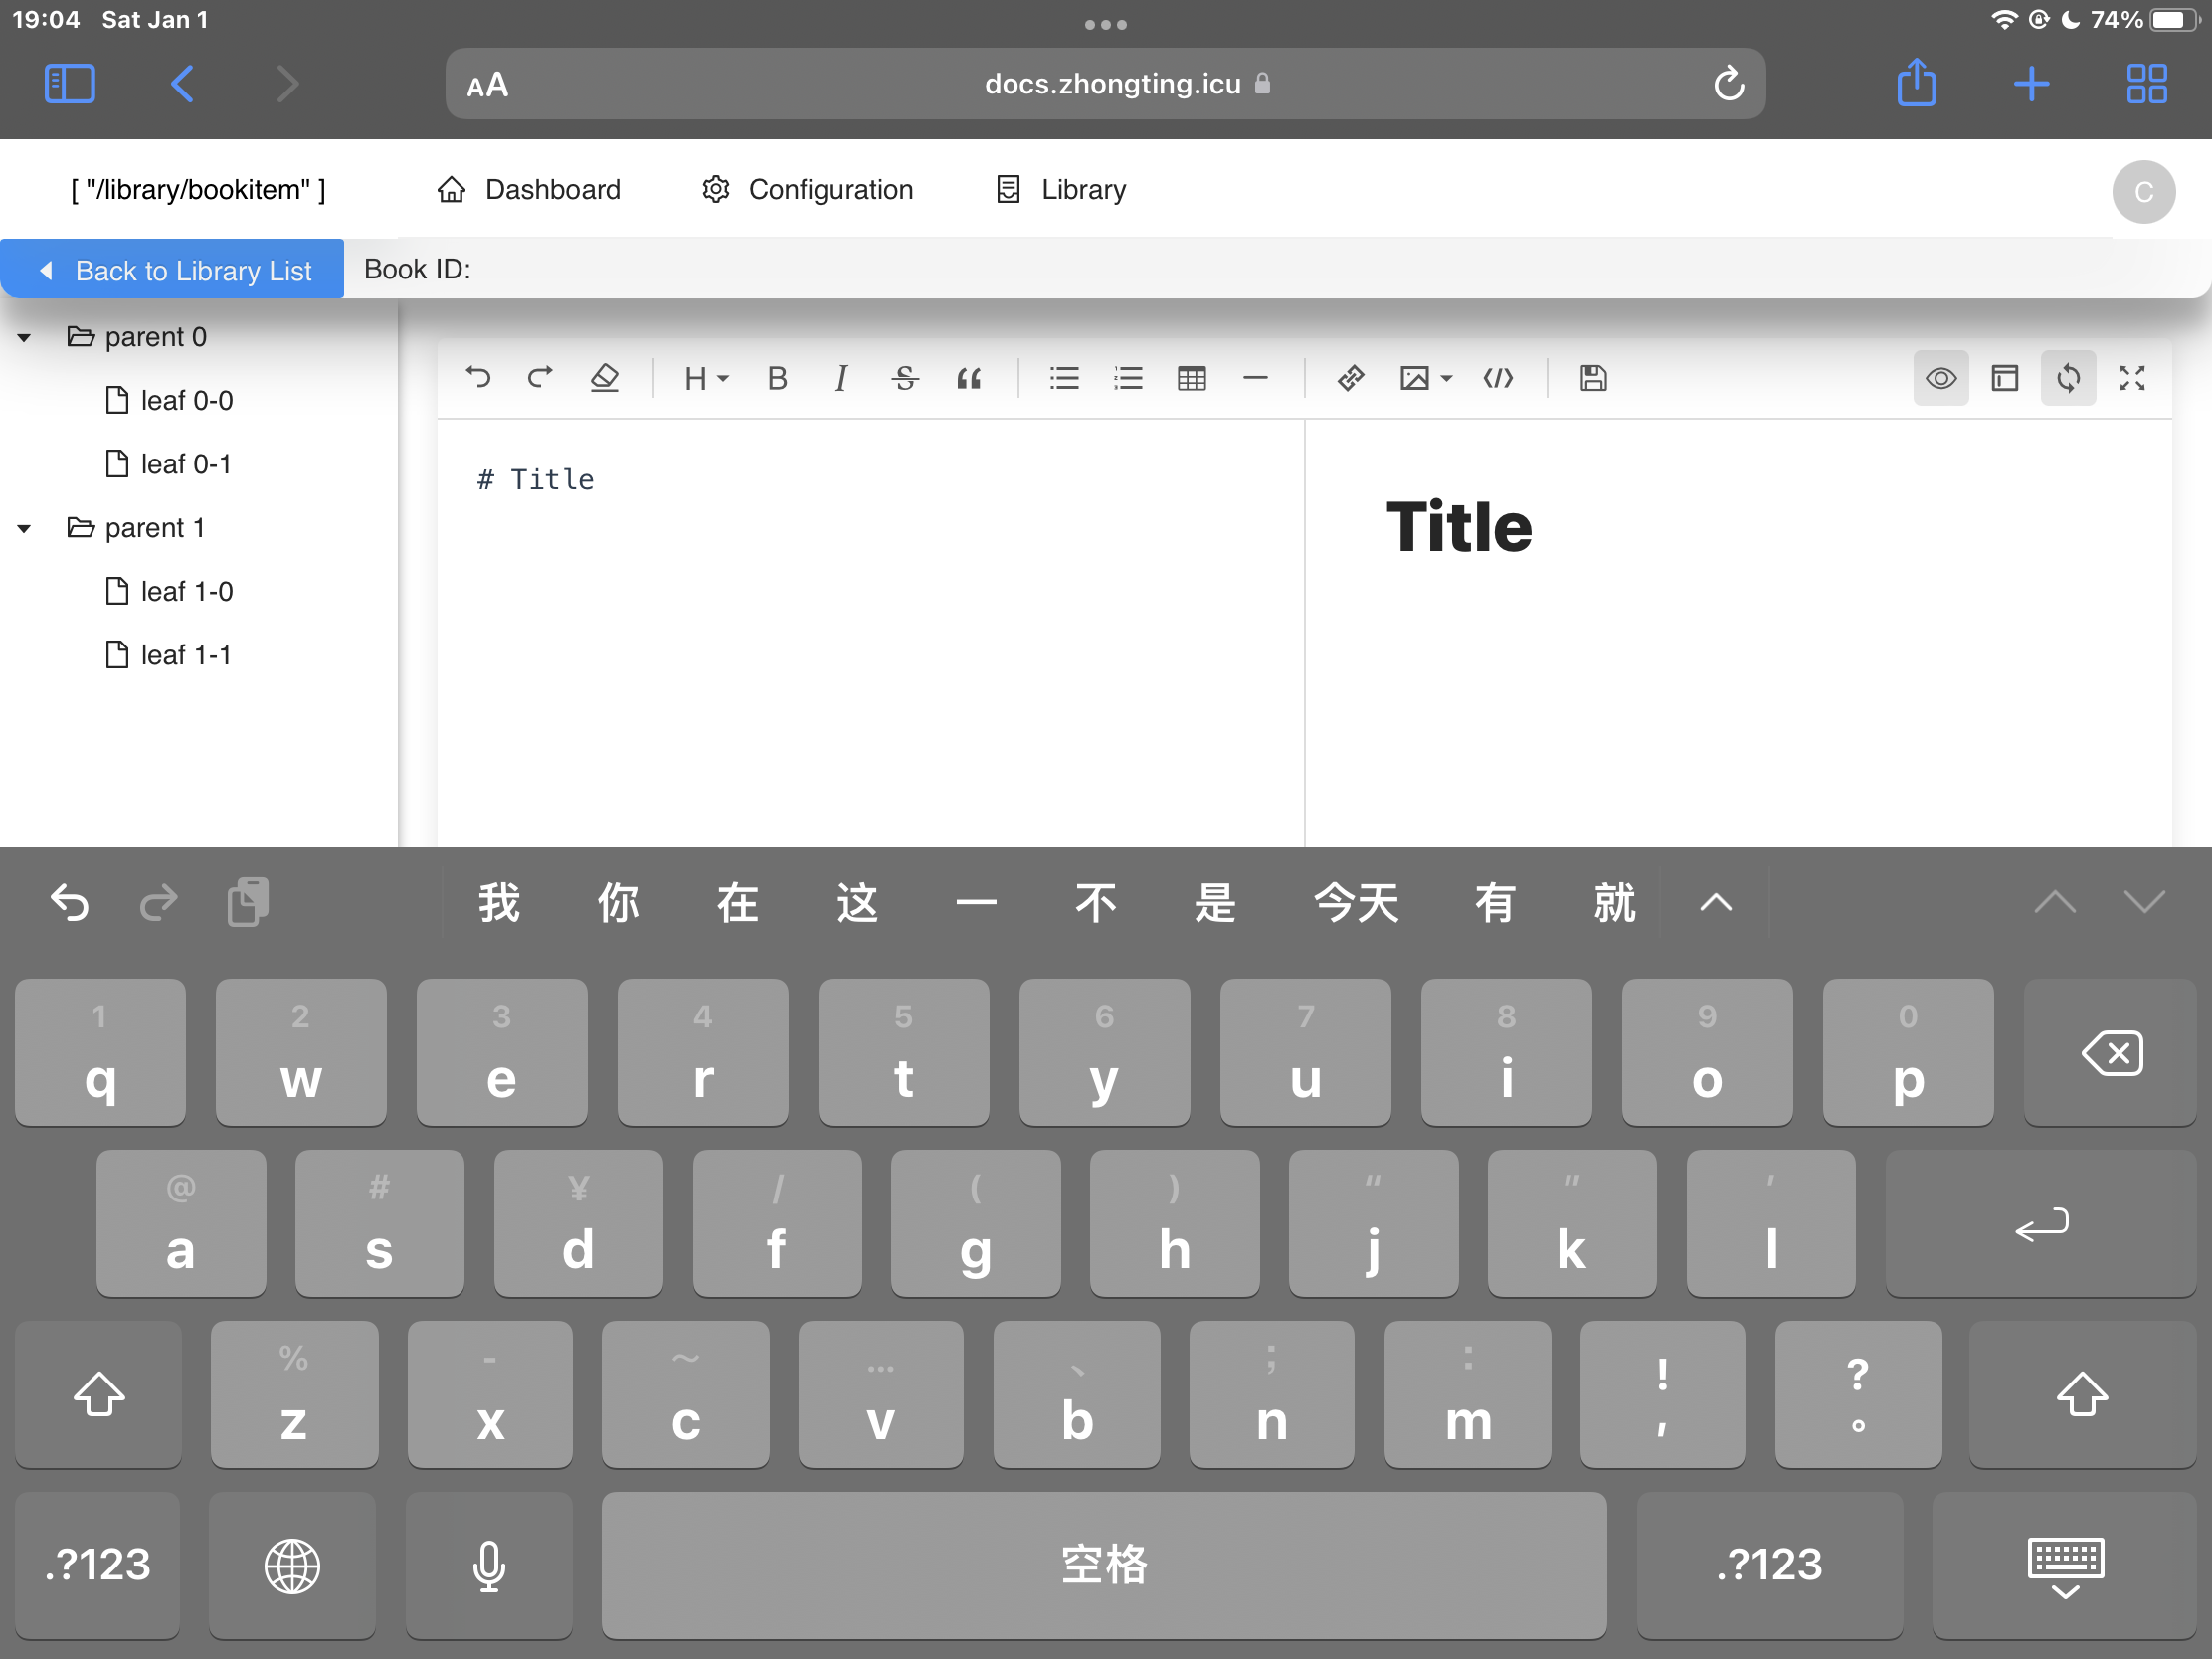 19:04 Sat Jan 1
74%
AA
docs.zhongting.icu
[ "/library/bookitem" ]
Dashboard
Configuration
Library
C
Back to Library List
Book ID:
parent 0
leaf 0-0
leaf 0-1
parent 1
leaf 1-0
leaf 1-1
H B I S “ </>
# Title
Title
我 你 在 这 一 不 是 今天 有 就
1 2 3 4 5 6 7 8 9 0
q w e r t y u i o p
@ # ¥ / ( ) “ ” ’
a s d f g h j k l
% - ～ … 、 ； ： ! ?
z x c v b n m , 。
.?123 空格 .?123